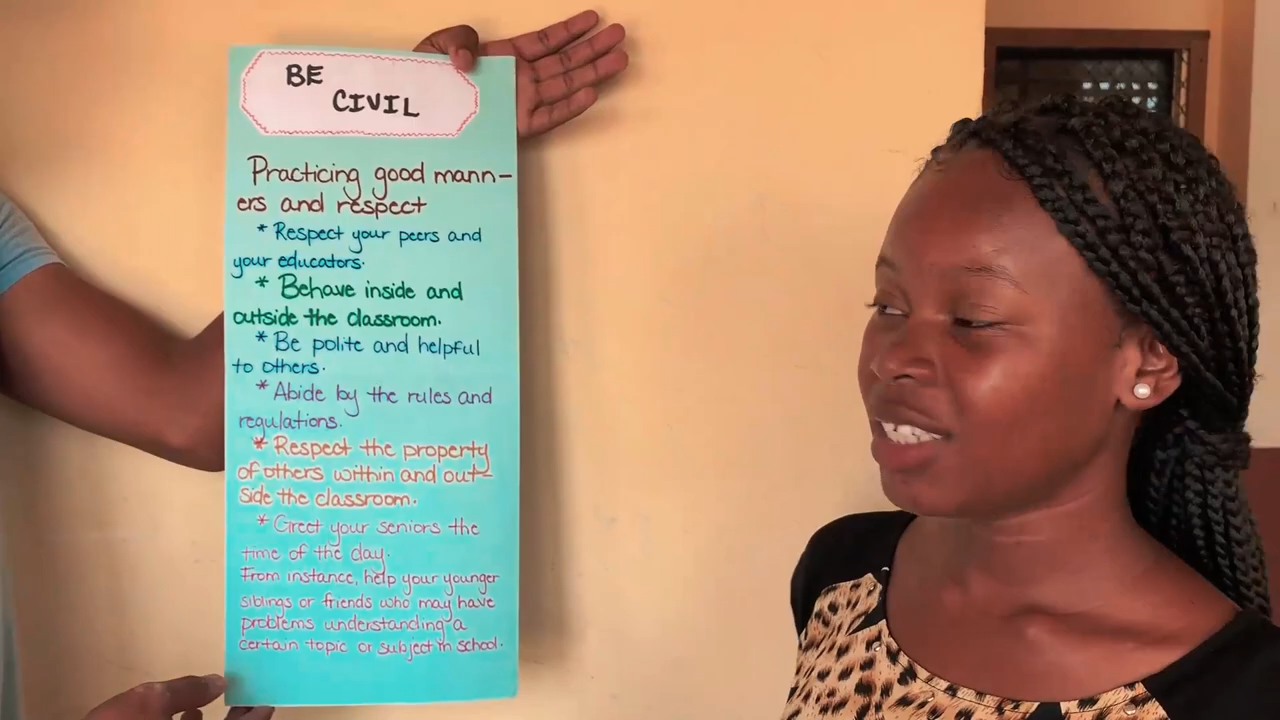 BE
CIVIL
Practicing good mann-
ers and respect
* Respect your peers and
your educators.
* Behave inside and
outside the classroom.
* Be polite and helpful
to others.
* Abide by the rules and
regulations.
* Respect the property
of others within and out-
side the classroom.
* Greet your seniors the
time of the day.
From instance, help your younger
siblings or friends who may have
problems understanding a
certain topic or subject in school.